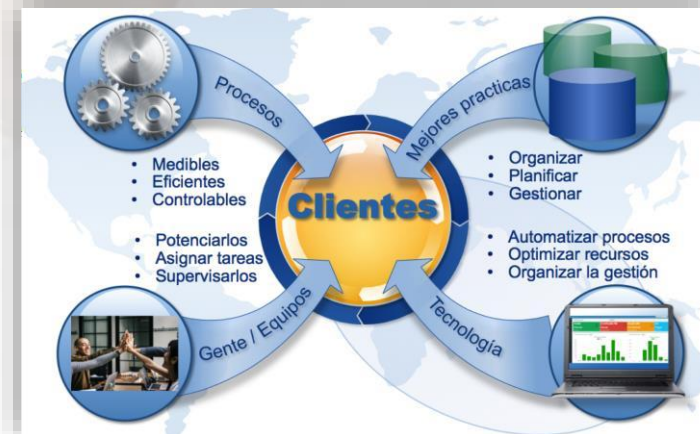 Procesos
Mejores practicas
• Medibles
• Eficientes
• Controlables
• Organizar
• Planificar
• Gestionar
Clientes
• Potenciarlos
• Asignar tareas
• Supervisarlos
• Automatizar procesos
• Optimizar recursos
• Organizar la gestión
Gente / Equipos
Tecnología